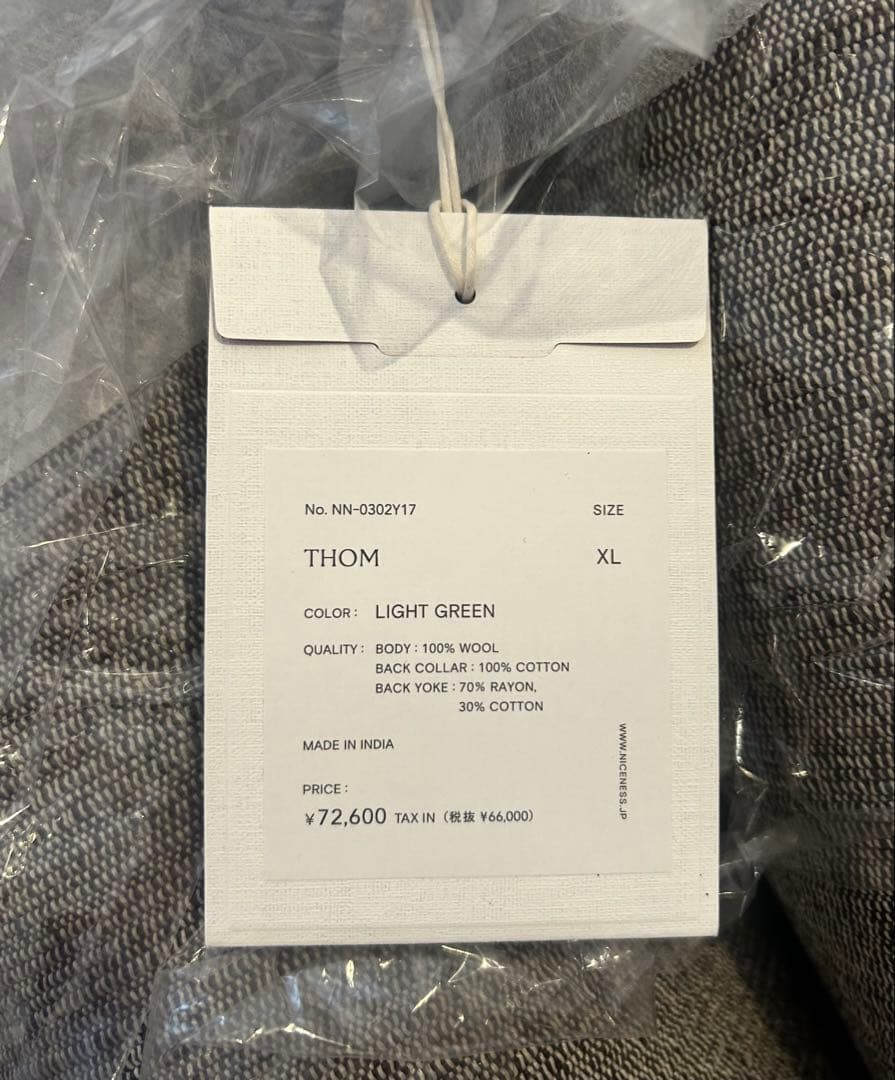 No. NN-0302Y17 SIZE
THOM XL
COLOR : LIGHT GREEN
QUALITY : BODY : 100% WOOL
BACK COLLAR : 100% COTTON
BACK YOKE : 70% RAYON,
30% COTTON
MADE IN INDIA
PRICE :
¥72,600 TAX IN (税抜 ¥66,000)
WWW.NICENESS.JP